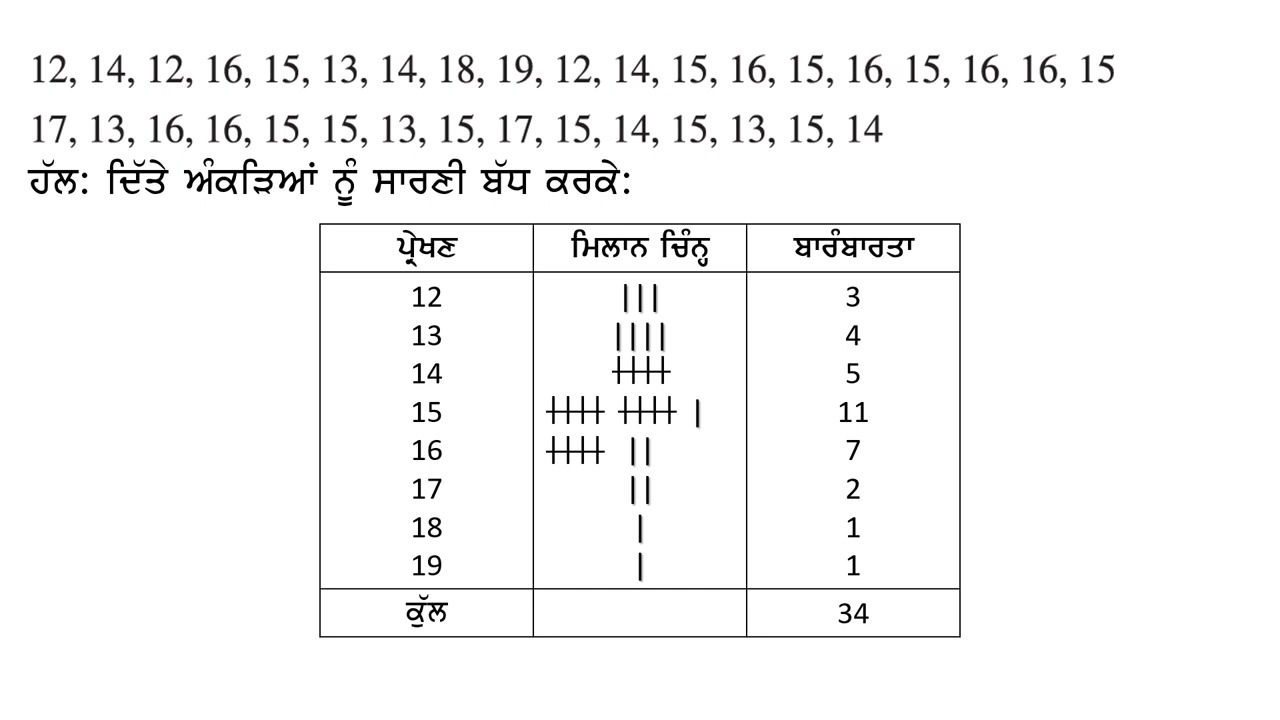 12, 14, 12, 16, 15, 13, 14, 18, 19, 12, 14, 15, 16, 15, 16, 15, 16, 16, 15
17, 13, 16, 16, 15, 15, 13, 15, 17, 15, 14, 15, 13, 15, 14
ਹੱਲ: ਦਿੱਤੇ ਅੰਕੜਿਆਂ ਨੂੰ ਸਾਰਣੀ ਬੱਧ ਕਰਕੇ:
ਪ੍ਰੇਖਣ ਮਿਲਾਨ ਚਿੰਨ੍ਹ ਬਾਰੰਬਾਰਤਾ
12 ||| 3
13 |||| 4
14 ┼┼┼┼ 5
15 ┼┼┼┼ ┼┼┼┼ | 11
16 ┼┼┼┼ || 7
17 || 2
18 | 1
19 | 1
ਕੁੱਲ 34